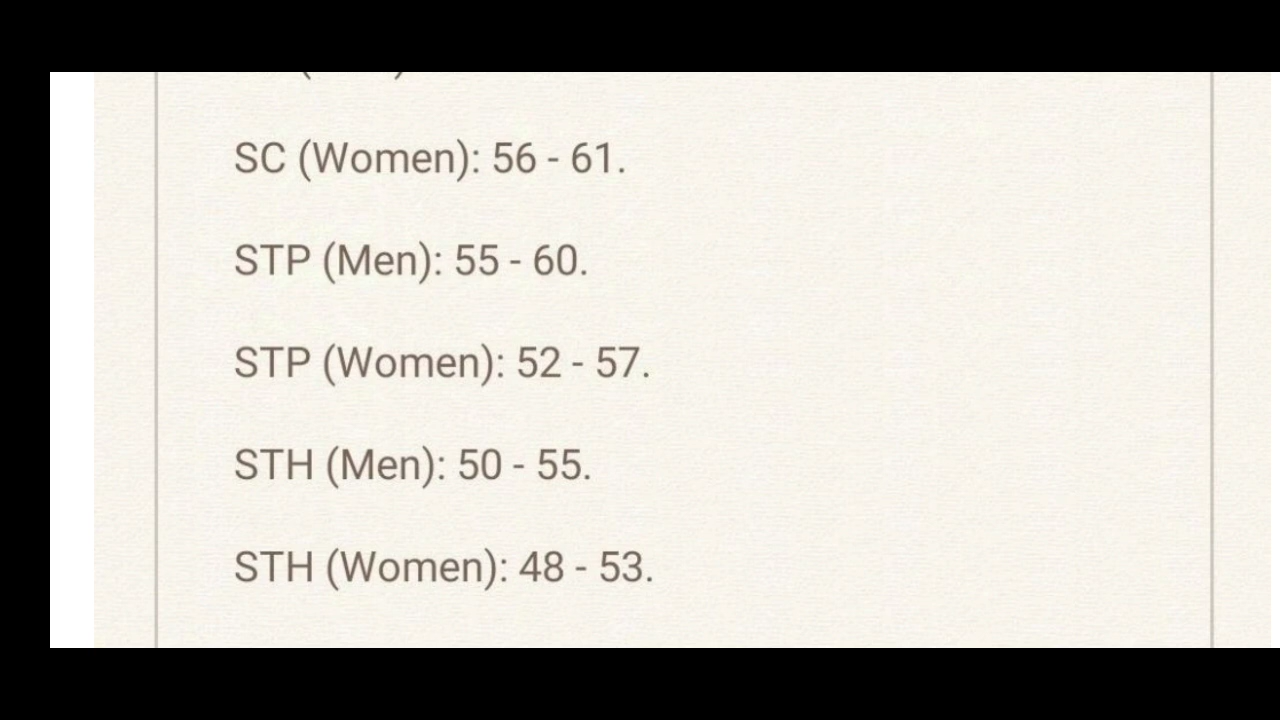 SC (Women): 56 - 61.
STP (Men): 55 - 60.
STP (Women): 52 - 57.
STH (Men): 50 - 55.
STH (Women): 48 - 53.